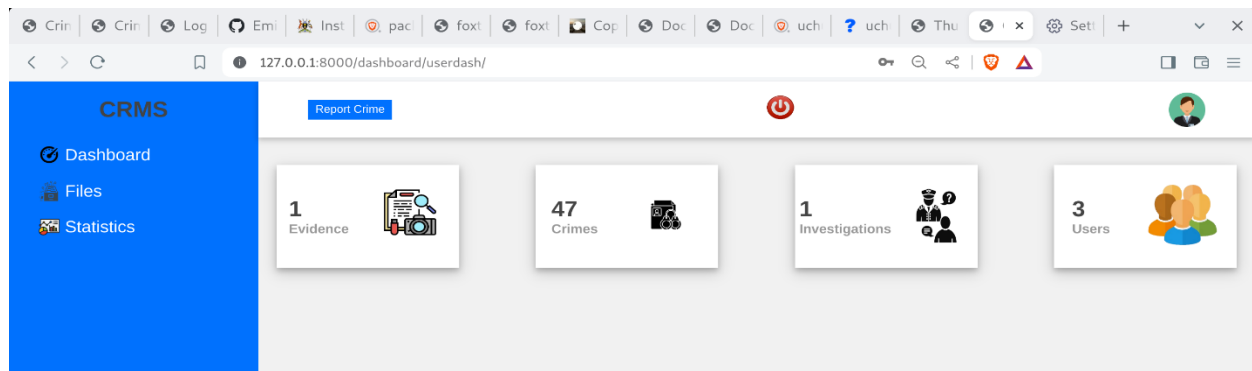 Crin Crin Log Emi Inst paci foxt foxt Cop Doc Doc uch uch Thu Sett
127.0.0.1:8000/dashboard/userdash/
CRMS
Report Crime
Dashboard
Files
Statistics
1
Evidence
47
Crimes
1
Investigations
3
Users